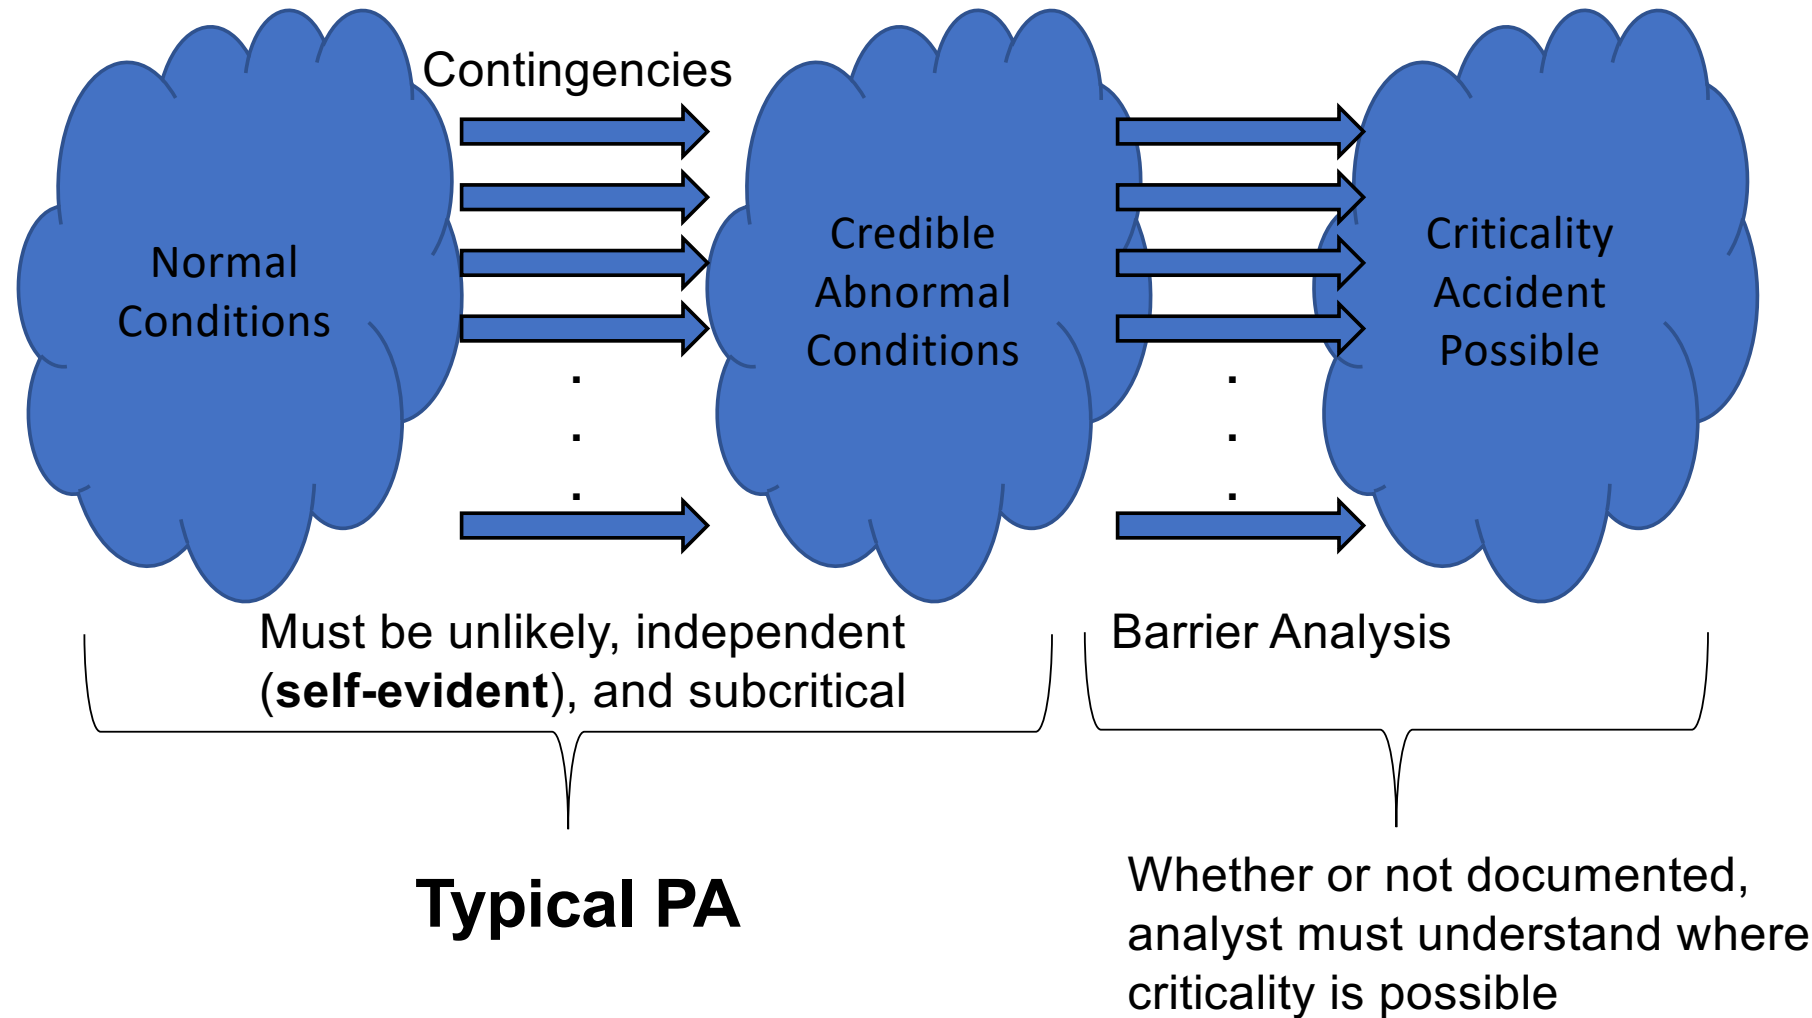 Contingencies
Normal
Conditions
Credible
Abnormal
Conditions
Criticality
Accident
Possible
.
.
.
.
.
.
Must be unlikely, independent
(self-evident), and subcritical
Barrier Analysis
Typical PA
Whether or not documented,
analyst must understand where
criticality is possible